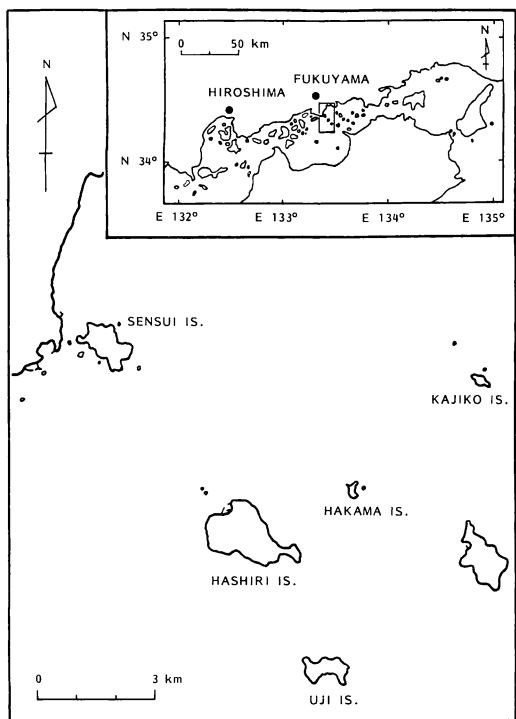 N 35°
0 50 km
N
FUKUYAMA
HIROSHIMA
N 34°
E 132° E 133° E 134° E 135°
N
SENSUI IS.
KAJIKO IS.
HAKAMA IS.
HASHIRI IS.
0 3 km
UJI IS.